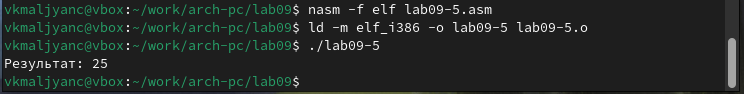 vkmaljyanc@vbox:~/work/arch-pc/lab09$ nasm -f elf lab09-5.asm
vkmaljyanc@vbox:~/work/arch-pc/lab09$ ld -m elf_i386 -o lab09-5 lab09-5.o
vkmaljyanc@vbox:~/work/arch-pc/lab09$ ./lab09-5
Результат: 25
vkmaljyanc@vbox:~/work/arch-pc/lab09$